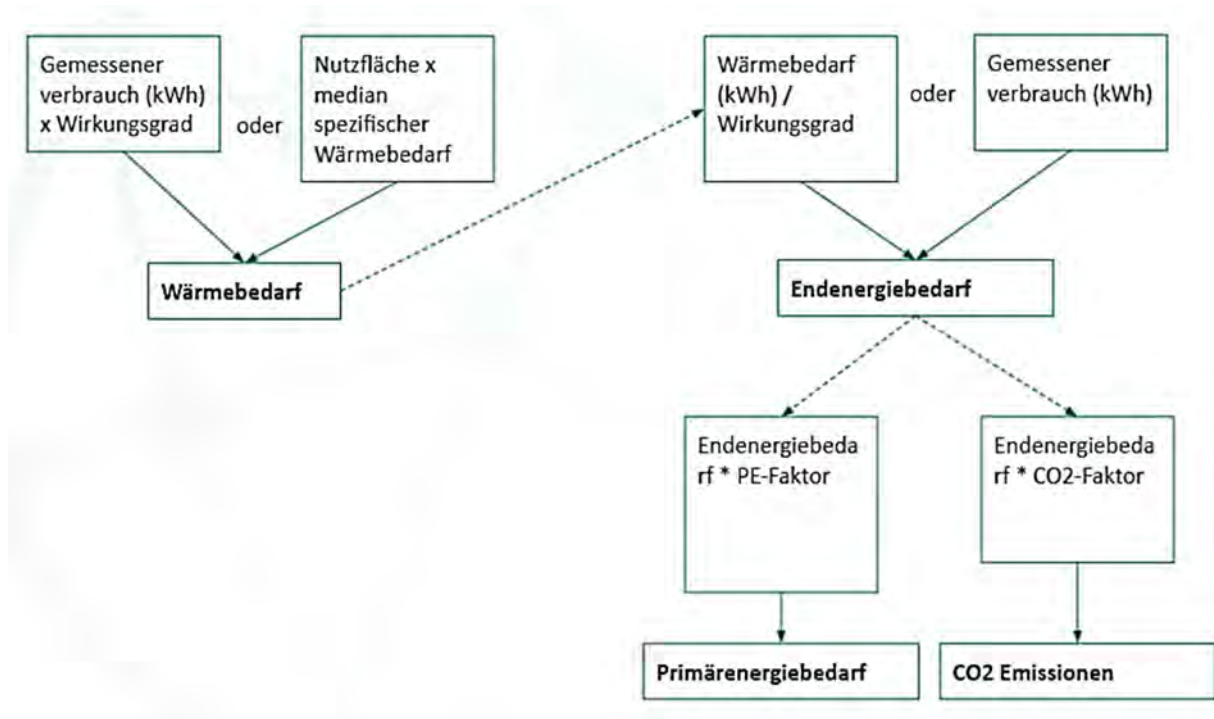 Gemessener
verbrauch (kWh)
x Wirkungsgrad
oder
Nutzfläche x
median
spezifischer
Wärmebedarf
Wärmebedarf
(kWh) /
Wirkungsgrad
oder
Gemessener
verbrauch (kWh)
Wärmebedarf
Endenergiebedarf
Endenergiebeda
rf * PE-Faktor
Endenergiebeda
rf * CO2-Faktor
Primärenergiebedarf
CO2 Emissionen